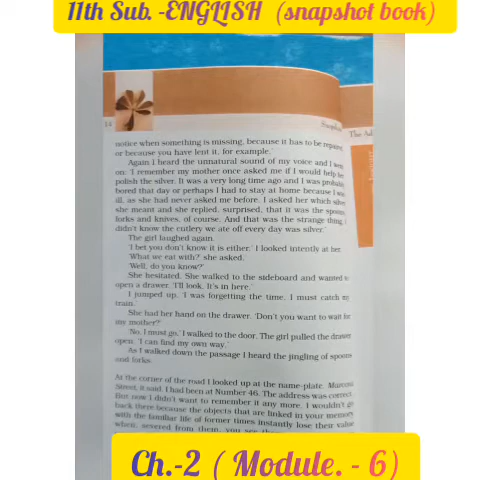 11th Sub. -ENGLISH (snapshot book)
14
The Ad
notice when something is missing, because it has to be repaired,
or because you have lent it, for example.'
Again I heard the unnatural sound of my voice and I went
on: 'I remember my mother once asked me if I would help her
polish the silver. It was a very long time ago and I was probably
bored that day or perhaps I had to stay at home because I was
ill, as she had never asked me before. I asked her which silver
she meant and she replied, surprised, that it was the spoons,
forks and knives, of course. And that was the strange thing, I
didn't know the cutlery we ate off every day was silver.'
The girl laughed again.
'I bet you don't know it is either.' I looked intently at her.
'What we eat with?' she asked.
'Well, do you know?'
She hesitated. She walked to the sideboard and wanted to
open a drawer. 'I'll look. It's in here.'
I jumped up. 'I was forgetting the time. I must catch my
train.'
She had her hand on the drawer. 'Don't you want to wait for
my mother?'
'No, I must go.' I walked to the door. The girl pulled the drawer
open. 'I can find my own way.'
As I walked down the passage I heard the jingling of spoons
and forks.
At the corner of the road I looked up at the name-plate. Marconi
Street, it said. I had been at Number 46. The address was correct.
But now I didn't want to remember it any more. I wouldn't go
back there because the objects that are linked in your memory
with the familiar life of former times instantly lose their value
when, severed from them, you see
Ch.-2 ( Module. - 6)